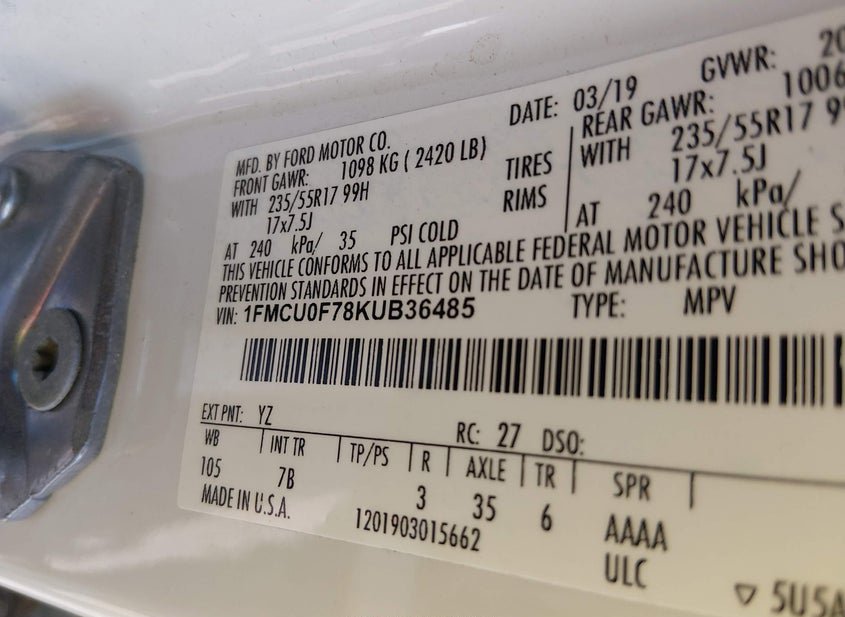 MFD. BY FORD MOTOR CO.
DATE: 03/19
GVWR:
FRONT GAWR: 1098 KG ( 2420 LB)
REAR GAWR:
WITH 235/55R17 99H
TIRES
WITH 235/55R17
17x7.5J
RIMS
17x7.5J
AT 240 kPa/ 35 PSI COLD
AT 240 kPa/
THIS VEHICLE CONFORMS TO ALL APPLICABLE FEDERAL MOTOR VEHICLE
PREVENTION STANDARDS IN EFFECT ON THE DATE OF MANUFACTURE
VIN: 1FMCU0F78KUB36485
TYPE: MPV
EXT PNT: YZ
RC: 27 DSO:
WB INT TR TP/PS R AXLE TR SPR
105 7B 3 35 6 AAAA
MADE IN U.S.A.
1201903015662
ULC
5U5A